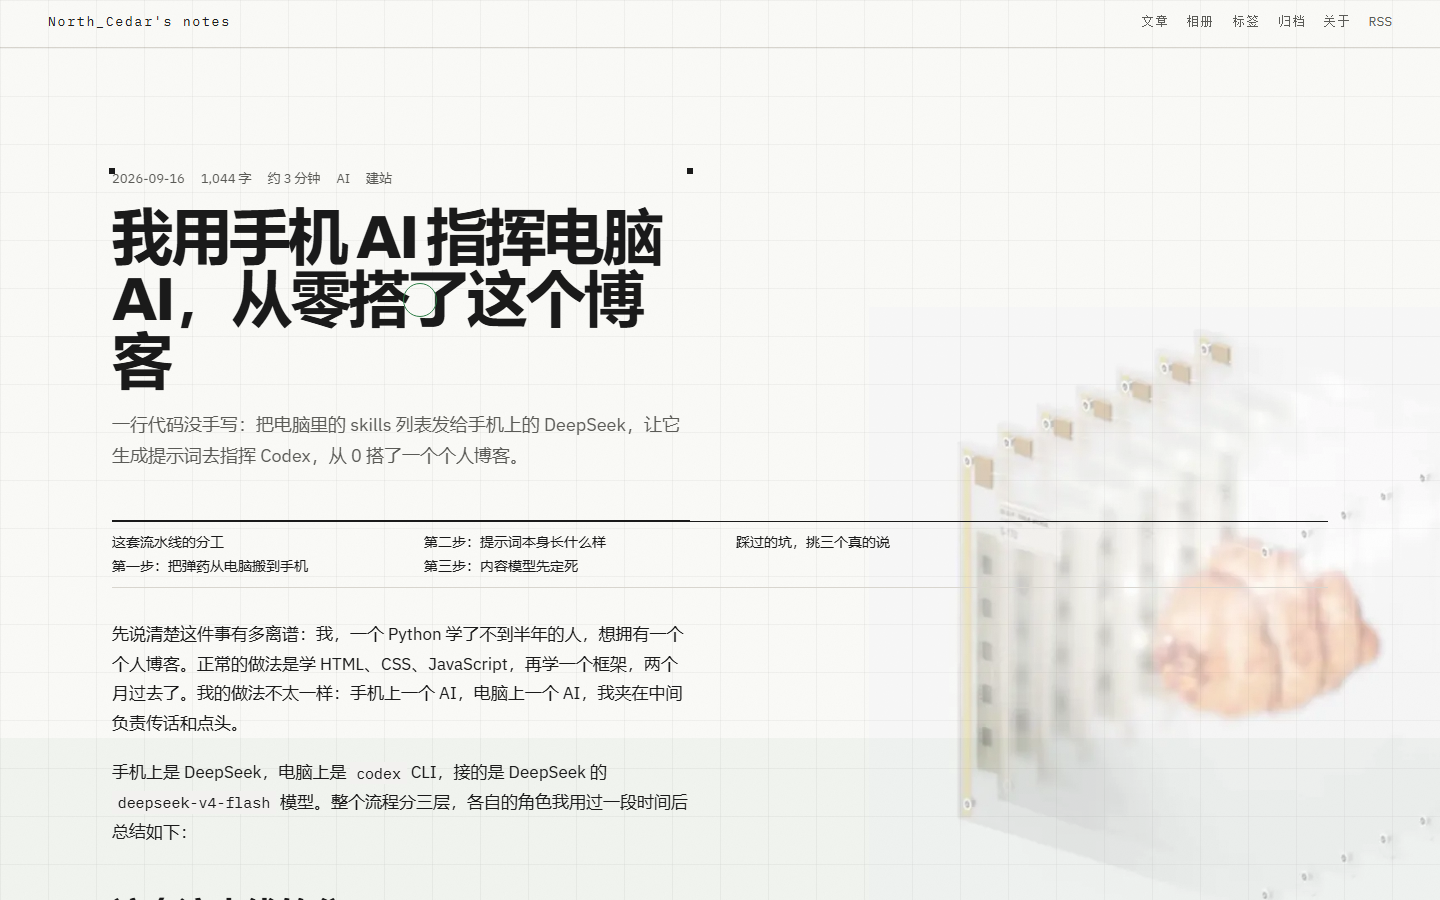 North_Cedar's notes
文章 相册 标签 归档 关于 RSS
2026-09-16 1,044 字 约 3 分钟 AI 建站
我用手机 AI 指挥电脑
AI，从零搭了这个博
客
一行代码没手写：把电脑里的 skills 列表发给手机上的 DeepSeek，让它
生成提示词去指挥 Codex，从 0 搭了一个个人博客。
这套流水线的分工
第一步：把弹药从电脑搬到手机
第二步：提示词本身长什么样
第三步：内容模型先定死
踩过的坑，挑三个真的说
先说清楚这件事有多离谱：我，一个 Python 学了不到半年的人，想拥有一个
个人博客。正常的做法是学 HTML、CSS、JavaScript，再学一个框架，两个
月过去了。我的做法不太一样：手机上一个 AI，电脑上一个 AI，我夹在中间
负责传话和点头。
手机上是 DeepSeek，电脑上是 codex CLI，接的是 DeepSeek 的
deepseek-v4-flash 模型。整个流程分三层，各自的角色我用过一段时间后
总结如下：